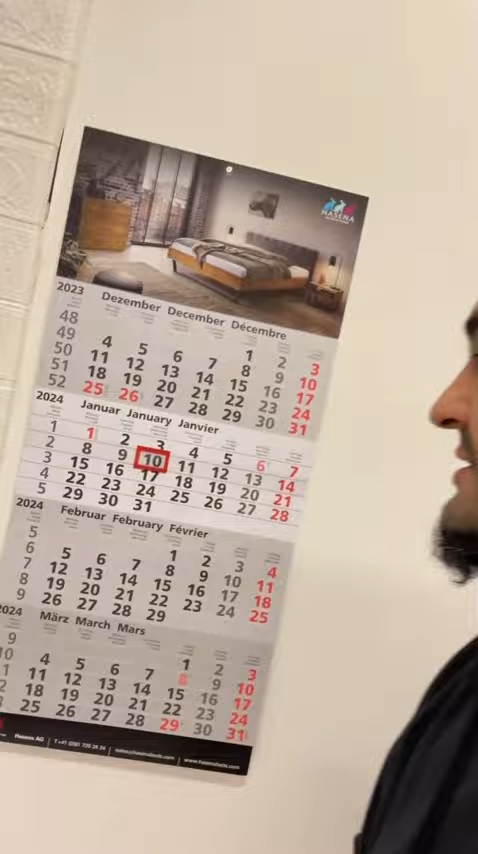 HASENA
2023
Dezember December Décembre
48 1 2 3
49 4 5 6 7 8 9 10
50 11 12 13 14 15 16 17
51 18 19 20 21 22 23 24
52 25 26 27 28 29 30 31
2024
Januar January Janvier
1 1 2 3 4 5 6 7
2 8 9 10 11 12 13 14
3 15 16 17 18 19 20 21
4 22 23 24 25 26 27 28
5 29 30 31
2024
Februar February Février
5 1 2 3 4
6 5 6 7 8 9 10 11
7 12 13 14 15 16 17 18
8 19 20 21 22 23 24 25
9 26 27 28 29
2024
März March Mars
9 1 2 3
10 4 5 6 7 8 9 10
1 11 12 13 14 15 16 17
2 18 19 20 21 22 23 24
25 26 27 28 29 30 31
Hasena AG